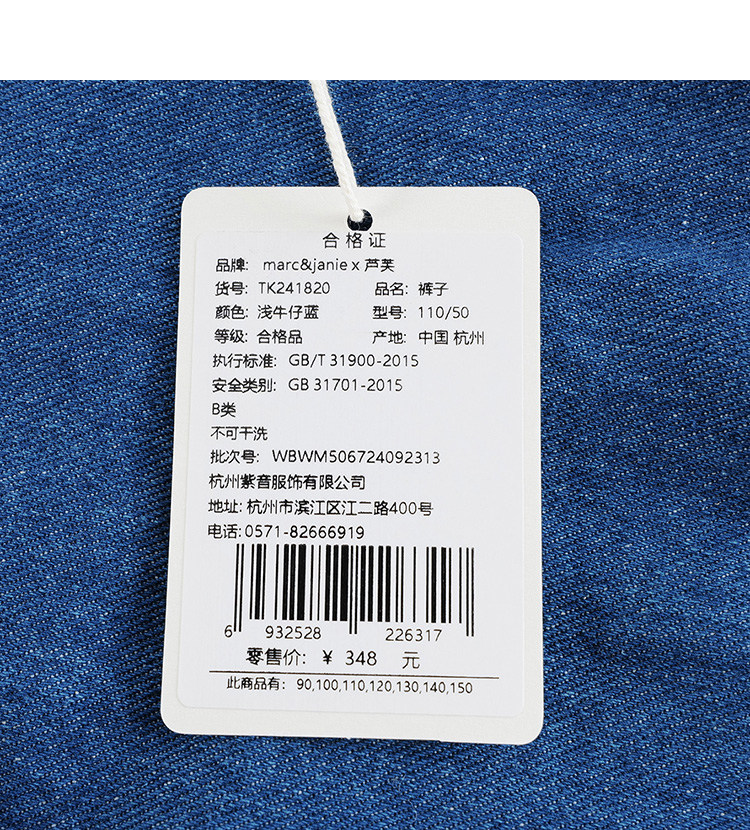 合格证
品牌: marc&janie x 芦芙
货号: TK241820 品名: 裤子
颜色: 浅牛仔蓝 型号: 110/50
等级: 合格品 产地: 中国 杭州
执行标准: GB/T 31900-2015
安全类别: GB 31701-2015
B类
不可干洗
批次号: WBWM506724092313
杭州紫音服饰有限公司
地址: 杭州市滨江区江二路400号
电话: 0571-82666919
6 932528 226317
零售价: ¥ 348 元
此商品有: 90,100,110,120,130,140,150